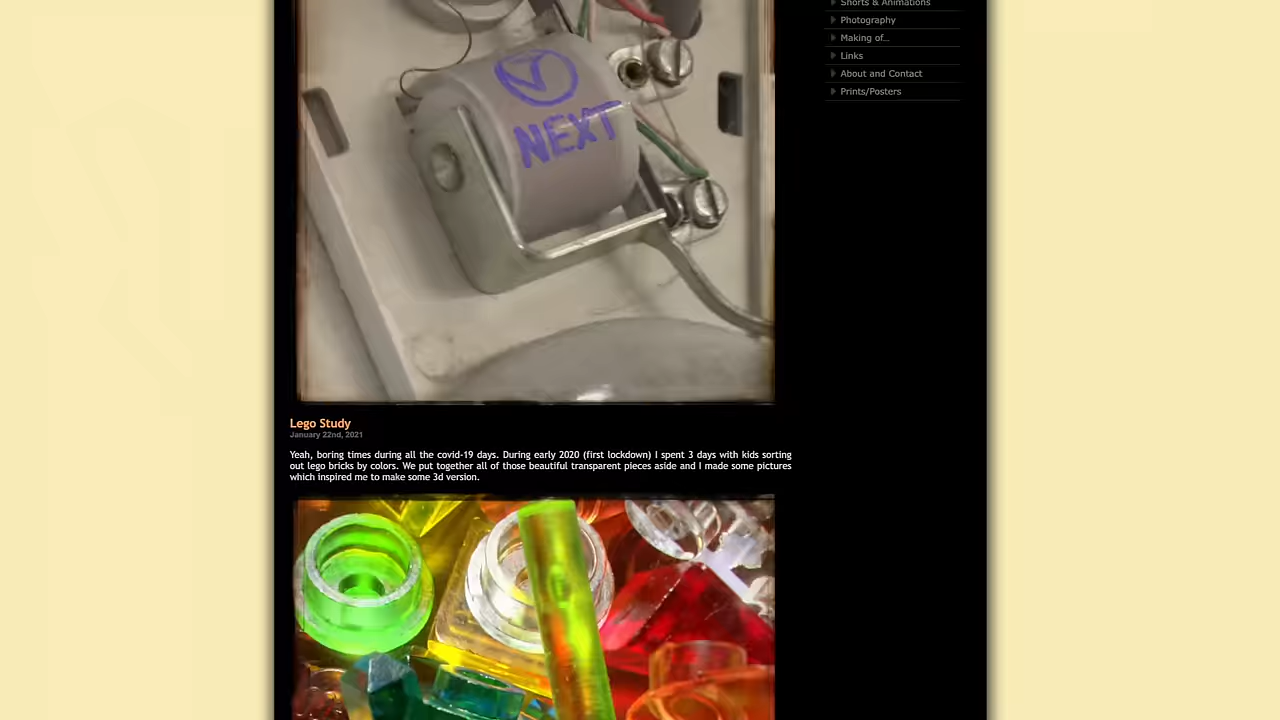 Shorts & Animations
Photography
Making of...
Links
About and Contact
Prints/Posters
NEXT
Lego Study
January 22nd, 2021
Yeah, boring times during all the covid-19 days. During early 2020 (first lockdown) I spent 3 days with kids sorting
out lego bricks by colors. We put together all of those beautiful transparent pieces aside and I made some pictures
which inspired me to make some 3d version.